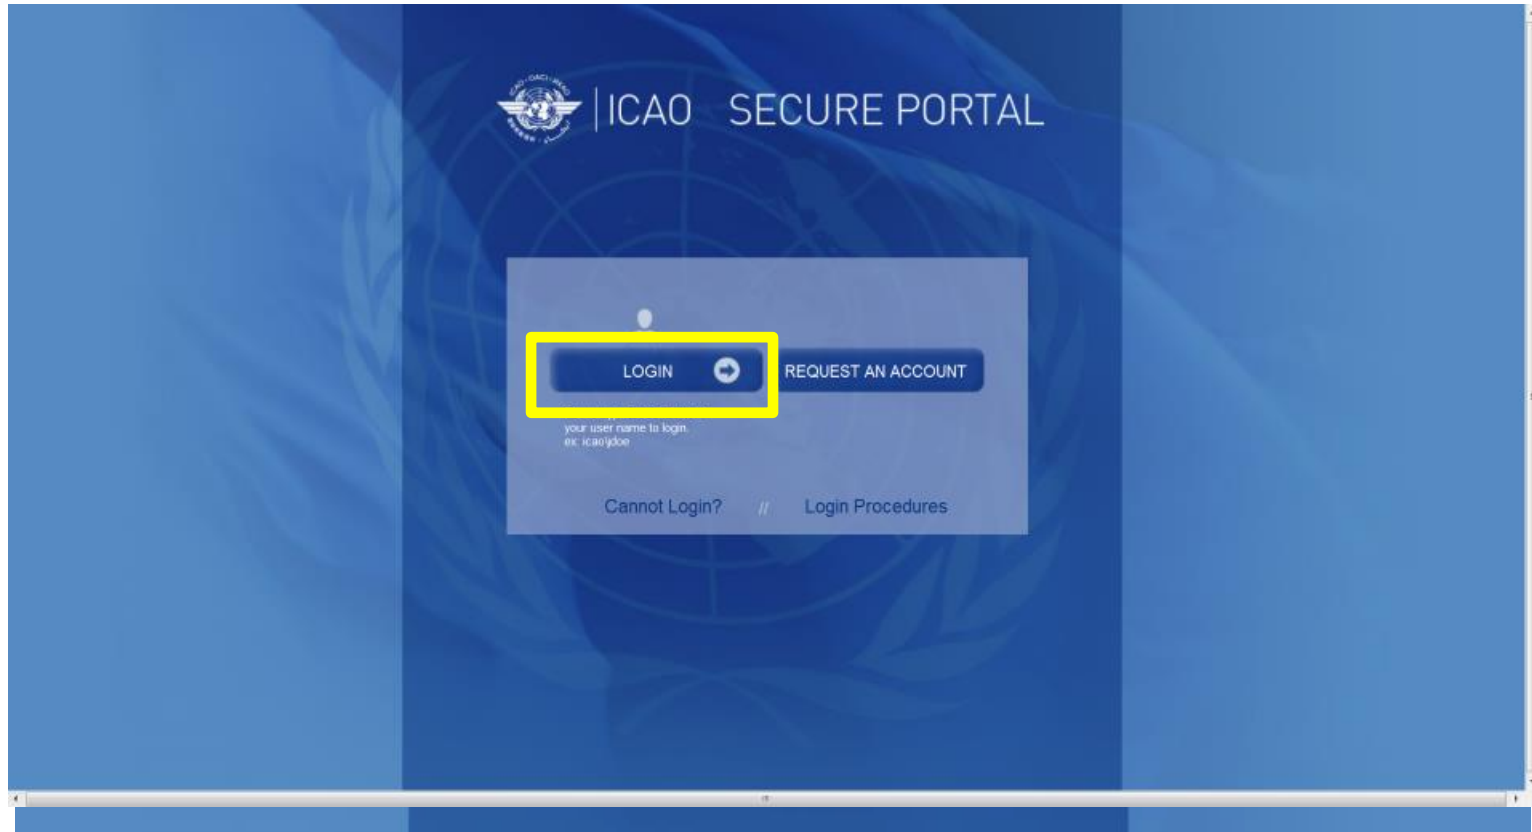 ICAO SECURE PORTAL
LOGIN
REQUEST AN ACCOUNT
your user name to login.
ex: icao\jdoe
Cannot Login? // Login Procedures